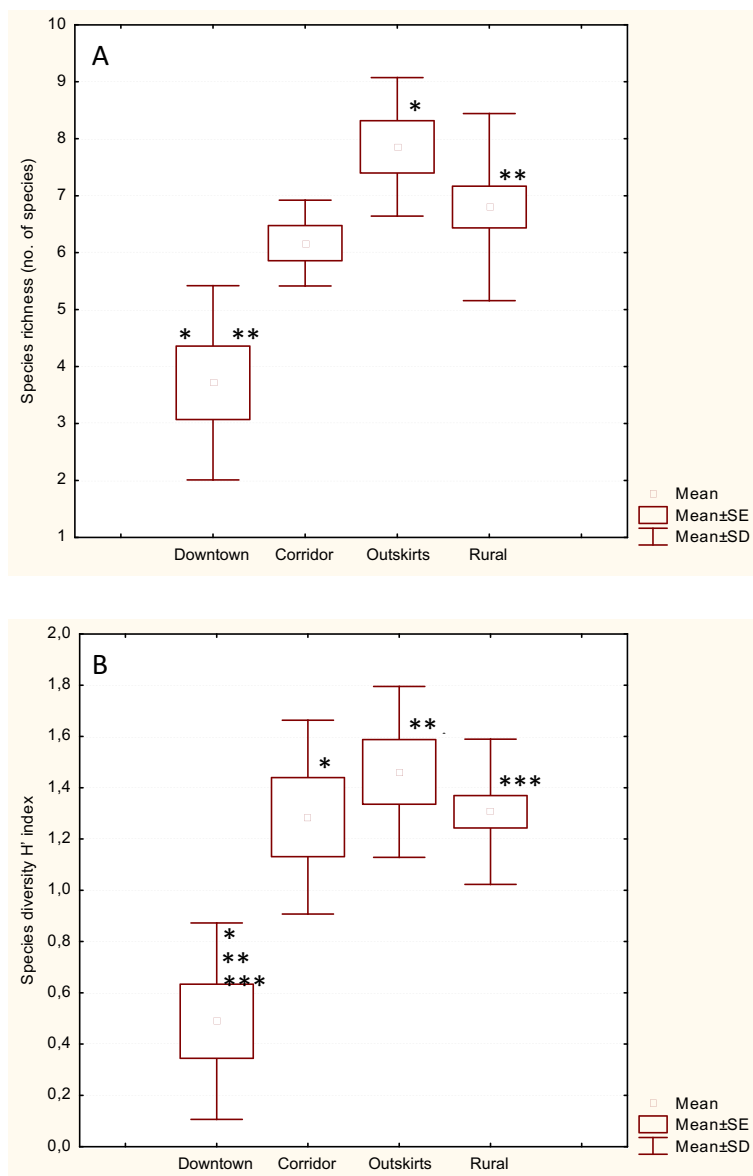 A
10
9
8
7
6
5
4
3
2
1
Species richness (no. of species)
*
**
*
**
Downtown Corridor Outskirts Rural
Mean
Mean±SE
Mean±SD
B
2,0
1,8
1,6
1,4
1,2
1,0
0,8
0,6
0,4
0,2
0,0
Species diversity H' index
*
**
***
*
**
***
Downtown Corridor Outskirts Rural
Mean
Mean±SE
Mean±SD